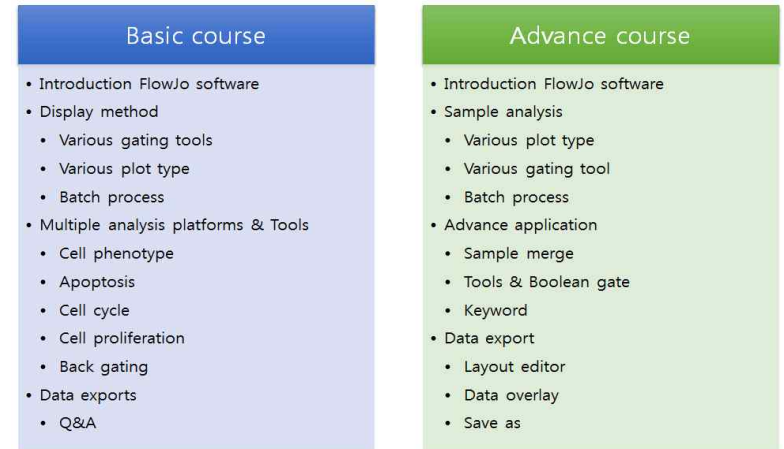 Basic course
• Introduction FlowJo software
• Display method
• Various gating tools
• Various plot type
• Batch process
• Multiple analysis platforms & Tools
• Cell phenotype
• Apoptosis
• Cell cycle
• Cell proliferation
• Back gating
• Data exports
• Q&A
Advance course
• Introduction FlowJo software
• Sample analysis
• Various plot type
• Various gating tool
• Batch process
• Advance application
• Sample merge
• Tools & Boolean gate
• Keyword
• Data export
• Layout editor
• Data overlay
• Save as